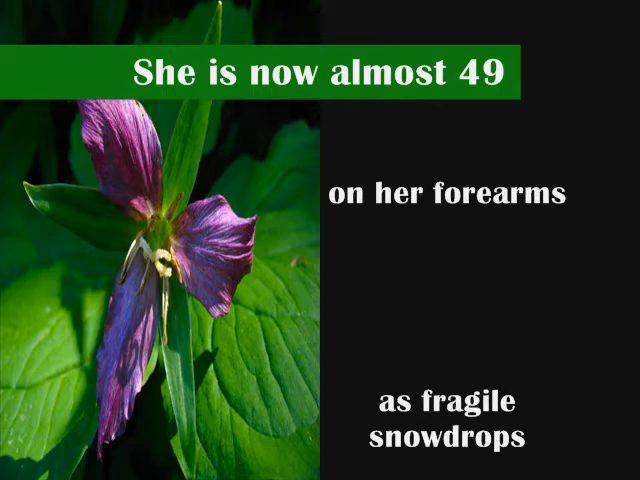 She is now almost 49
on her forearms
as fragile
snowdrops